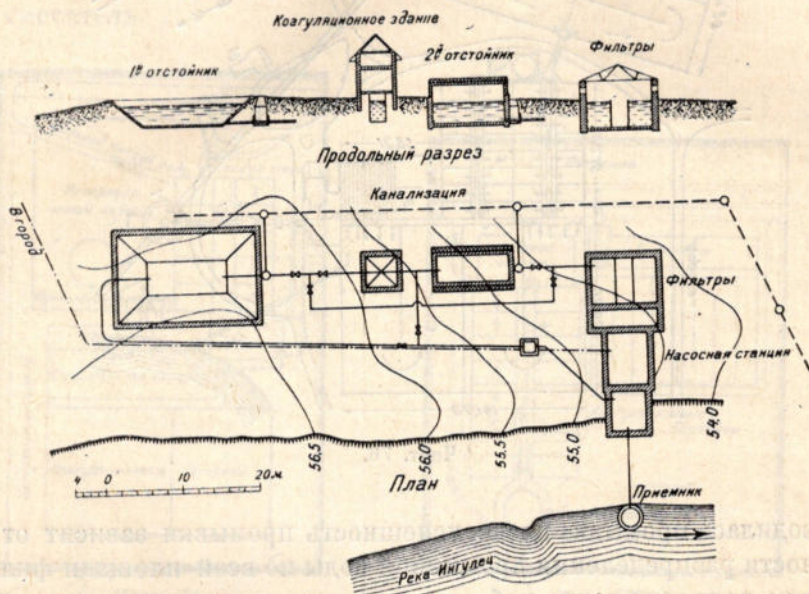 Коагуляционное здание
1й отстойник
2й отстойник
Фильтры
Продольный разрез
Канализация
В город
Фильтры
Насосная станция
56,5
56,0
55,5
55,0
54,0
4 0 10 20 м
План
Приемник
Река Ингулец